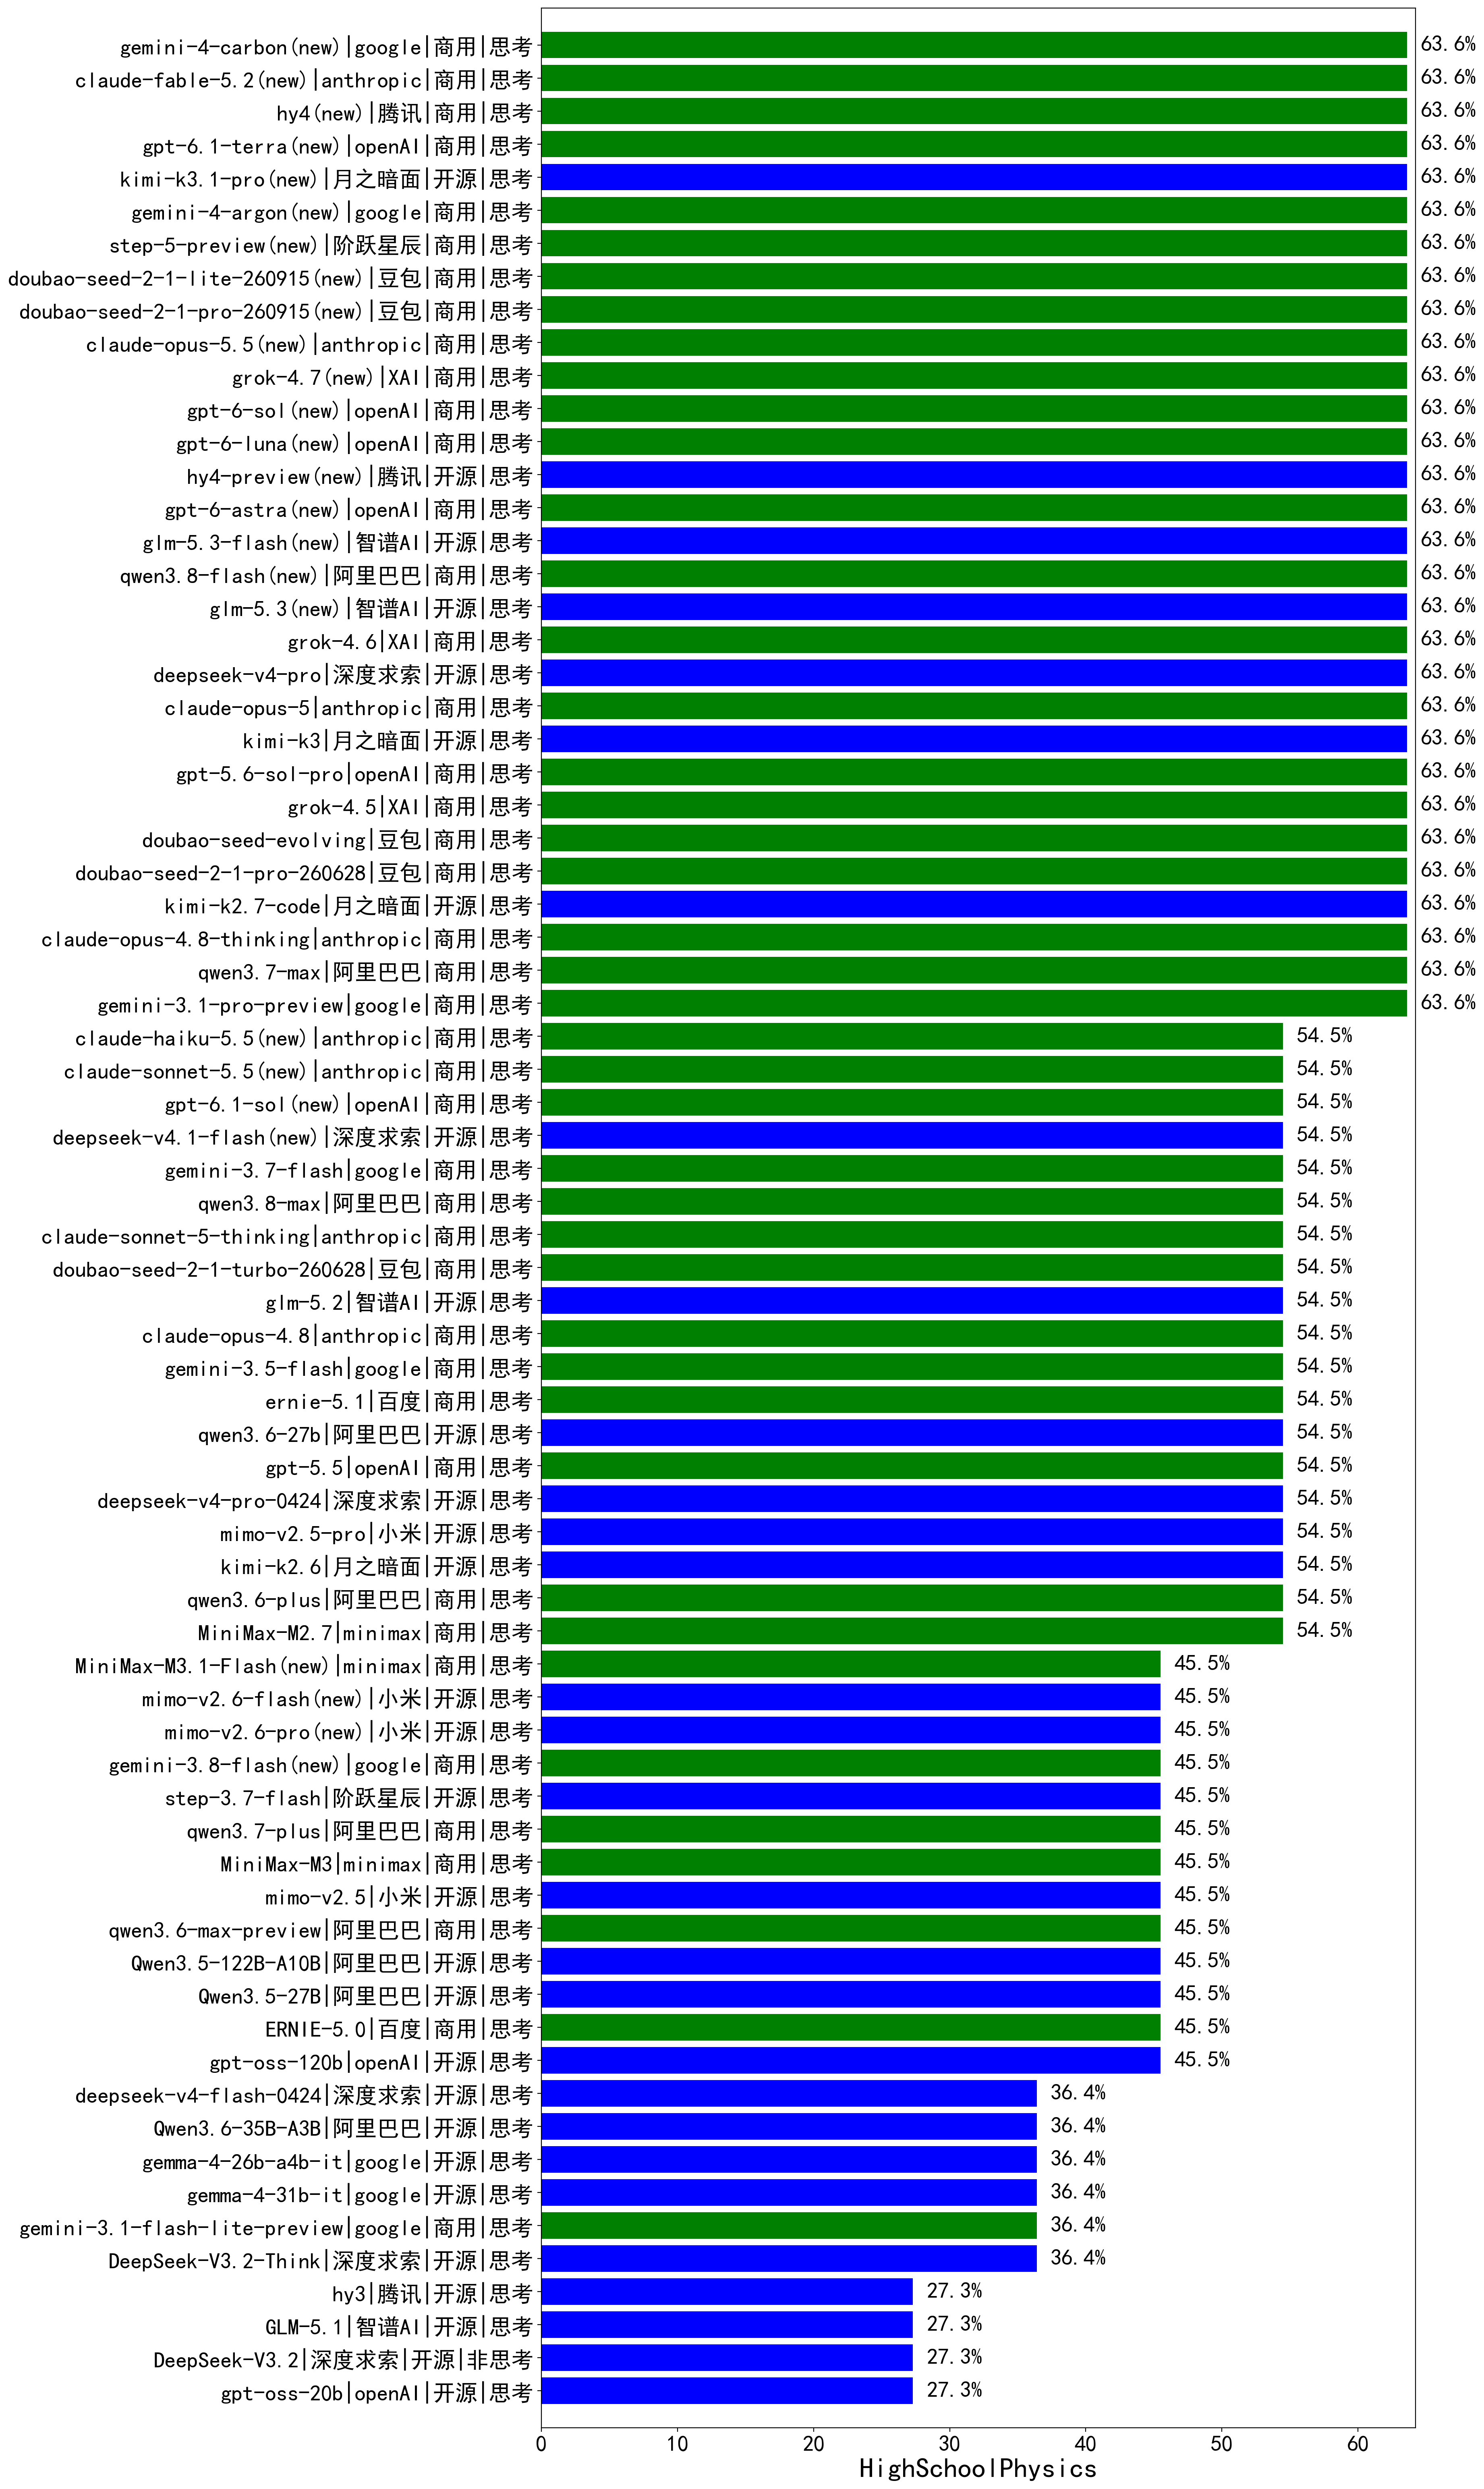 gemini-4-carbon(new)|google|商用|思考 63.6%
claude-fable-5.2(new)|anthropic|商用|思考 63.6%
hy4(new)|腾讯|商用|思考 63.6%
gpt-6.1-terra(new)|openAI|商用|思考 63.6%
kimi-k3.1-pro(new)|月之暗面|开源|思考 63.6%
gemini-4-argon(new)|google|商用|思考 63.6%
step-5-preview(new)|阶跃星辰|商用|思考 63.6%
doubao-seed-2-1-lite-260915(new)|豆包|商用|思考 63.6%
doubao-seed-2-1-pro-260915(new)|豆包|商用|思考 63.6%
claude-opus-5.5(new)|anthropic|商用|思考 63.6%
grok-4.7(new)|XAI|商用|思考 63.6%
gpt-6-sol(new)|openAI|商用|思考 63.6%
gpt-6-luna(new)|openAI|商用|思考 63.6%
hy4-preview(new)|腾讯|开源|思考 63.6%
gpt-6-astra(new)|openAI|商用|思考 63.6%
glm-5.3-flash(new)|智谱AI|开源|思考 63.6%
qwen3.8-flash(new)|阿里巴巴|商用|思考 63.6%
glm-5.3(new)|智谱AI|开源|思考 63.6%
grok-4.6|XAI|商用|思考 63.6%
deepseek-v4-pro|深度求索|开源|思考 63.6%
claude-opus-5|anthropic|商用|思考 63.6%
kimi-k3|月之暗面|开源|思考 63.6%
gpt-5.6-sol-pro|openAI|商用|思考 63.6%
grok-4.5|XAI|商用|思考 63.6%
doubao-seed-evolving|豆包|商用|思考 63.6%
doubao-seed-2-1-pro-260628|豆包|商用|思考 63.6%
kimi-k2.7-code|月之暗面|开源|思考 63.6%
claude-opus-4.8-thinking|anthropic|商用|思考 63.6%
qwen3.7-max|阿里巴巴|商用|思考 63.6%
gemini-3.1-pro-preview|google|商用|思考 63.6%
claude-haiku-5.5(new)|anthropic|商用|思考 54.5%
claude-sonnet-5.5(new)|anthropic|商用|思考 54.5%
gpt-6.1-sol(new)|openAI|商用|思考 54.5%
deepseek-v4.1-flash(new)|深度求索|开源|思考 54.5%
gemini-3.7-flash|google|商用|思考 54.5%
qwen3.8-max|阿里巴巴|商用|思考 54.5%
claude-sonnet-5-thinking|anthropic|商用|思考 54.5%
doubao-seed-2-1-turbo-260628|豆包|商用|思考 54.5%
glm-5.2|智谱AI|开源|思考 54.5%
claude-opus-4.8|anthropic|商用|思考 54.5%
gemini-3.5-flash|google|商用|思考 54.5%
ernie-5.1|百度|商用|思考 54.5%
qwen3.6-27b|阿里巴巴|开源|思考 54.5%
gpt-5.5|openAI|商用|思考 54.5%
deepseek-v4-pro-0424|深度求索|开源|思考 54.5%
mimo-v2.5-pro|小米|开源|思考 54.5%
kimi-k2.6|月之暗面|开源|思考 54.5%
qwen3.6-plus|阿里巴巴|商用|思考 54.5%
MiniMax-M2.7|minimax|商用|思考 54.5%
MiniMax-M3.1-Flash(new)|minimax|商用|思考 45.5%
mimo-v2.6-flash(new)|小米|开源|思考 45.5%
mimo-v2.6-pro(new)|小米|开源|思考 45.5%
gemini-3.8-flash(new)|google|商用|思考 45.5%
step-3.7-flash|阶跃星辰|开源|思考 45.5%
qwen3.7-plus|阿里巴巴|商用|思考 45.5%
MiniMax-M3|minimax|商用|思考 45.5%
mimo-v2.5|小米|开源|思考 45.5%
qwen3.6-max-preview|阿里巴巴|商用|思考 45.5%
Qwen3.5-122B-A10B|阿里巴巴|开源|思考 45.5%
Qwen3.5-27B|阿里巴巴|开源|思考 45.5%
ERNIE-5.0|百度|商用|思考 45.5%
gpt-oss-120b|openAI|开源|思考 45.5%
deepseek-v4-flash-0424|深度求索|开源|思考 36.4%
Qwen3.6-35B-A3B|阿里巴巴|开源|思考 36.4%
gemma-4-26b-a4b-it|google|开源|思考 36.4%
gemma-4-31b-it|google|开源|思考 36.4%
gemini-3.1-flash-lite-preview|google|商用|思考 36.4%
DeepSeek-V3.2-Think|深度求索|开源|思考 36.4%
hy3|腾讯|开源|思考 27.3%
GLM-5.1|智谱AI|开源|思考 27.3%
DeepSeek-V3.2|深度求索|开源|非思考 27.3%
gpt-oss-20b|openAI|开源|思考 27.3%
0 10 20 30 40 50 60
HighSchoolPhysics